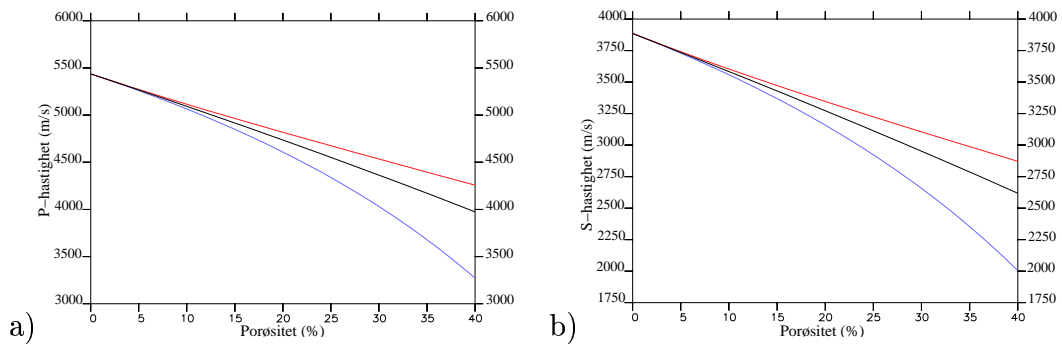 6000 6000
5500 5500
5000 5000
4500 4500
4000 4000
3500 3500
3000 3000
P-hastighet (m/s)
0 5 10 15 20 25 30 35 40
Porøsitet (%)
a)
4000 4000
3750 3750
3500 3500
3250 3250
3000 3000
2750 2750
2500 2500
2250 2250
2000 2000
1750 1750
S-hastighet (m/s)
0 5 10 15 20 25 30 35 40
Porøsitet (%)
b)